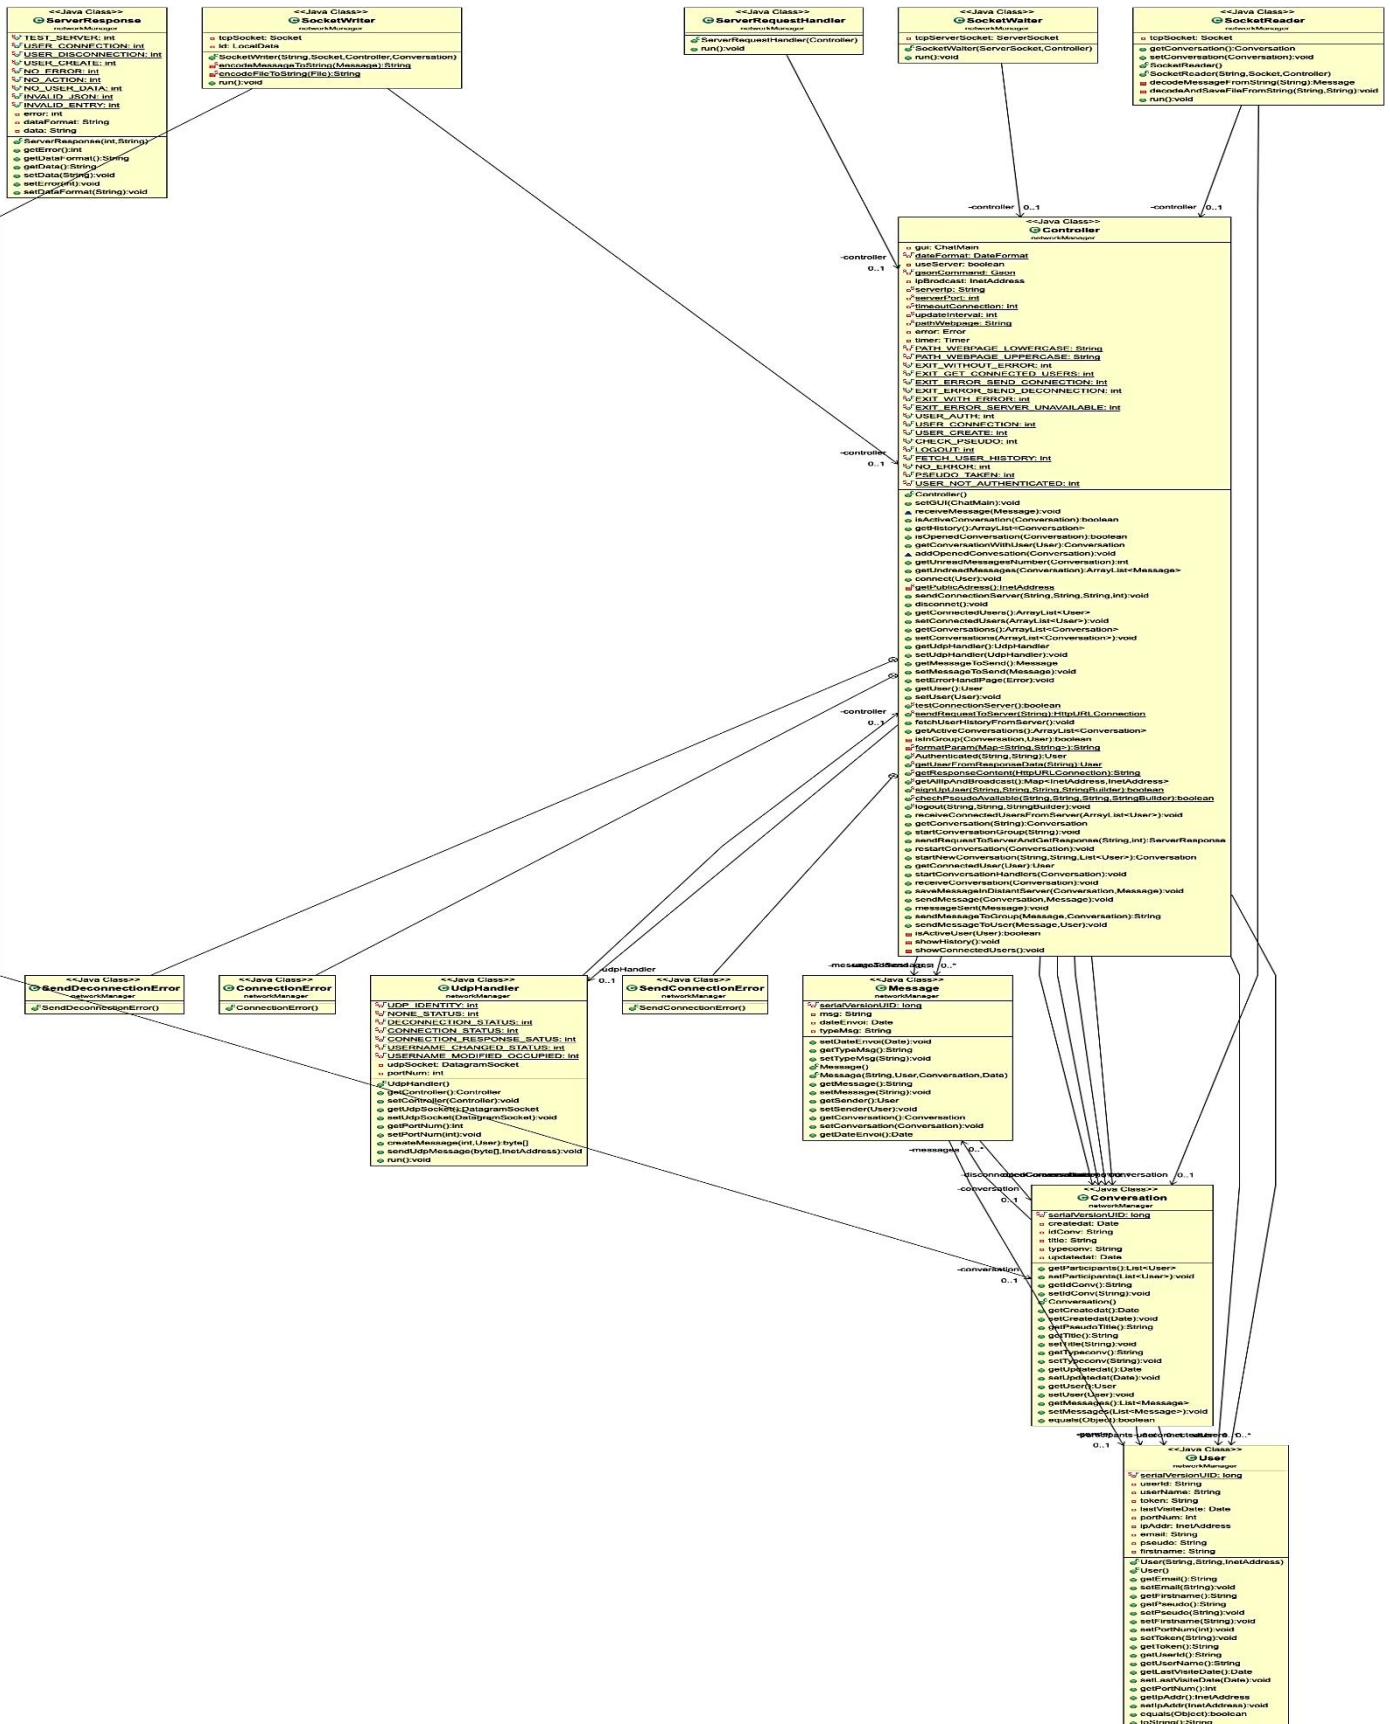 <<Java Class>>
ServerResponse
networkManager
TEST_SERVER: int
USER_CONNECTION: int
USER_DISCONNECTION: int
USER_CREATE: int
NO_ERROR: int
NO_ACTION: int
NO_USER_DATA: int
INVALID_JSON: int
INVALID_ENTRY: int
error: int
dataFormat: String
data: String
ServerResponse(int,String)
getError():int
getDataFormat():String
getData():String
setData(String):void
setError(int):void
setDataFormat(String):void
<<Java Class>>
SocketWriter
networkManager
tcpSocket: Socket
ld: LocalData
SocketWriter(String,Socket,Controller,Conversation)
encodeMessageToString(Message):String
encodeFileToString(File):String
run():void
<<Java Class>>
ServerRequestHandler
networkManager
ServerRequestHandler(Controller)
run():void
<<Java Class>>
SocketWaiter
networkManager
tcpServerSocket: ServerSocket
SocketWaiter(ServerSocket,Controller)
run():void
<<Java Class>>
SocketReader
networkManager
tcpSocket: Socket
getConversation():Conversation
setConversation(Conversation):void
SocketReader()
SocketReader(String,Socket,Controller)
decodeMessageFromString(String):Message
decodeAndSaveFileFromString(String,String):void
run():void
-controller 0..1
-controller 0..1
-controller
0..1
-controller
0..1
-controller
0..1
<<Java Class>>
Controller
networkManager
gui: ChatMain
dateFormat: DateFormat
useServer: boolean
gsonCommand: Gson
ipBrodcast: InetAddress
serverIp: String
serverPort: int
timeoutConnection: int
updateInterval: int
pathWebpage: String
error: Error
timer: Timer
PATH_WEBPAGE_LOWERCASE: String
PATH_WEBPAGE_UPPERCASE: String
EXIT_WITHOUT_ERROR: int
EXIT_GET_CONNECTED_USERS: int
EXIT_ERROR_SEND_CONNECTION: int
EXIT_ERROR_SEND_DECONNECTION: int
EXIT_WITH_ERROR: int
EXIT_ERROR_SERVER_UNAVAILABLE: int
USER_AUTH: int
USER_CONNECTION: int
USER_CREATE: int
CHECK_PSEUDO: int
LOGOUT: int
FETCH_USER_HISTORY: int
NO_ERROR: int
PSEUDO_TAKEN: int
USER_NOT_AUTHENTICATED: int
Controller()
setGUI(ChatMain):void
receiveMessage(Message):void
isActiveConversation(Conversation):boolean
getHistory():ArrayList<Conversation>
isOpenedConversation(Conversation):boolean
getConversationWithUser(User):Conversation
addOpenedConvesation(Conversation):void
getUnreadMessagesNumber(Conversation):int
getUndreadMessages(Conversation):ArrayList<Message>
connect(User):void
getPublicAdress():InetAddress
sendConnectionServer(String,String,String,int):void
disconnet():void
getConnectedUsers():ArrayList<User>
setConnectedUsers(ArrayList<User>):void
getConversations():ArrayList<Conversation>
setConversations(ArrayList<Conversation>):void
getUdpHandler():UdpHandler
setUdpHandler(UdpHandler):void
getMessageToSend():Message
setMessageToSend(Message):void
setErrorHandlPage(Error):void
getUser():User
setUser(User):void
testConnectionServer():boolean
sendRequestToServer(String):HttpURLConnection
fetchUserHistoryFromServer():void
getActiveConversations():ArrayList<Conversation>
isInGroup(Conversation,User):boolean
formatParam(Map<String,String>):String
Authenticated(String,String):User
getUserFromResponseData(String):User
getResponseContent(HttpURLConnection):String
getAllIpAndBroadcast():Map<InetAddress,InetAddress>
signUpUser(String,String,String,StringBuilder):boolean
chechPseudoAvailable(String,String,String,StringBuilder):boolean
logout(String,String,StringBuilder):void
receiveConnectedUsersFromServer(ArrayList<User>):void
getConversation(String):Conversation
startConversationGroup(String):void
sendRequestToServerAndGetResponse(String,int):ServerResponse
restartConversation(Conversation):void
startNewConversation(String,String,List<User>):Conversation
getConnectedUser(User):User
startConversationHandlers(Conversation):void
receiveConversation(Conversation):void
saveMessageInDistantServer(Conversation,Message):void
sendMessage(Conversation,Message):void
messageSent(Message):void
sendMessageToGroup(Message,Conversation):String
sendMessageToUser(Message,User):void
isActiveUser(User):boolean
showHistory():void
showConnectedUsers():void
<<Java Class>>
SendDeconnectionError
networkManager
SendDeconnectionError()
<<Java Class>>
ConnectionError
networkManager
ConnectionError()
-udpHandler
0..1
<<Java Class>>
UdpHandler
networkManager
UDP_IDENTITY: int
NONE_STATUS: int
DECONNECTION_STATUS: int
CONNECTION_STATUS: int
CONNECTION_RESPONSE_SATUS: int
USERNAME_CHANGED_STATUS: int
USERNAME_MODIFIED_OCCUPIED: int
udpSocket: DatagramSocket
portNum: int
UdpHandler()
getController():Controller
setController(Controller):void
getUdpSocket():DatagramSocket
setUdpSocket(DatagramSocket):void
getPortNum():int
setPortNum(int):void
createMessage(int,User):byte[]
sendUdpMessage(byte[],InetAddress):void
run():void
<<Java Class>>
SendConnectionError
networkManager
SendConnectionError()
0..*
<<Java Class>>
Message
networkManager
serialVersionUID: long
msg: String
dateEnvoi: Date
typeMsg: String
setDateEnvoi(Date):void
getTypeMsg():String
setTypeMsg(String):void
Message()
Message(String,User,Conversation,Date)
getMessage():String
setMessage(String):void
getSender():User
setSender(User):void
getConversation():Conversation
setConversation(Conversation):void
getDateEnvoi():Date
-messages 0..*
0..1
-conversation
0..1
-conversation
0..1
<<Java Class>>
Conversation
networkManager
serialVersionUID: long
createdat: Date
idConv: String
title: String
typeconv: String
updatedat: Date
getParticipants():List<User>
setParticipants(List<User>):void
getIdConv():String
setIdConv(String):void
Conversation()
getCreatedat():Date
setCreatedat(Date):void
getPseudoTitle():String
getTitle():String
setTitle(String):void
getTypeconv():String
setTypeconv(String):void
getUpdatedat():Date
setUpdatedat(Date):void
getUser():User
setUser(User):void
getMessages():List<Message>
setMessages(List<Message>):void
equals(Object):boolean
0..1
0..*
<<Java Class>>
User
networkManager
serialVersionUID: long
userId: String
userName: String
token: String
lastVisiteDate: Date
portNum: int
ipAddr: InetAddress
email: String
pseudo: String
firstname: String
User(String,String,InetAddress)
User()
getEmail():String
setEmail(String):void
getFirstname():String
getPseudo():String
setPseudo(String):void
setFirstname(String):void
setPortNum(int):void
setToken(String):void
getToken():String
getUserId():String
getUserName():String
getLastVisiteDate():Date
setLastVisiteDate(Date):void
getPortNum():int
getIpAddr():InetAddress
setIpAddr(InetAddress):void
equals(Object):boolean
toString():String